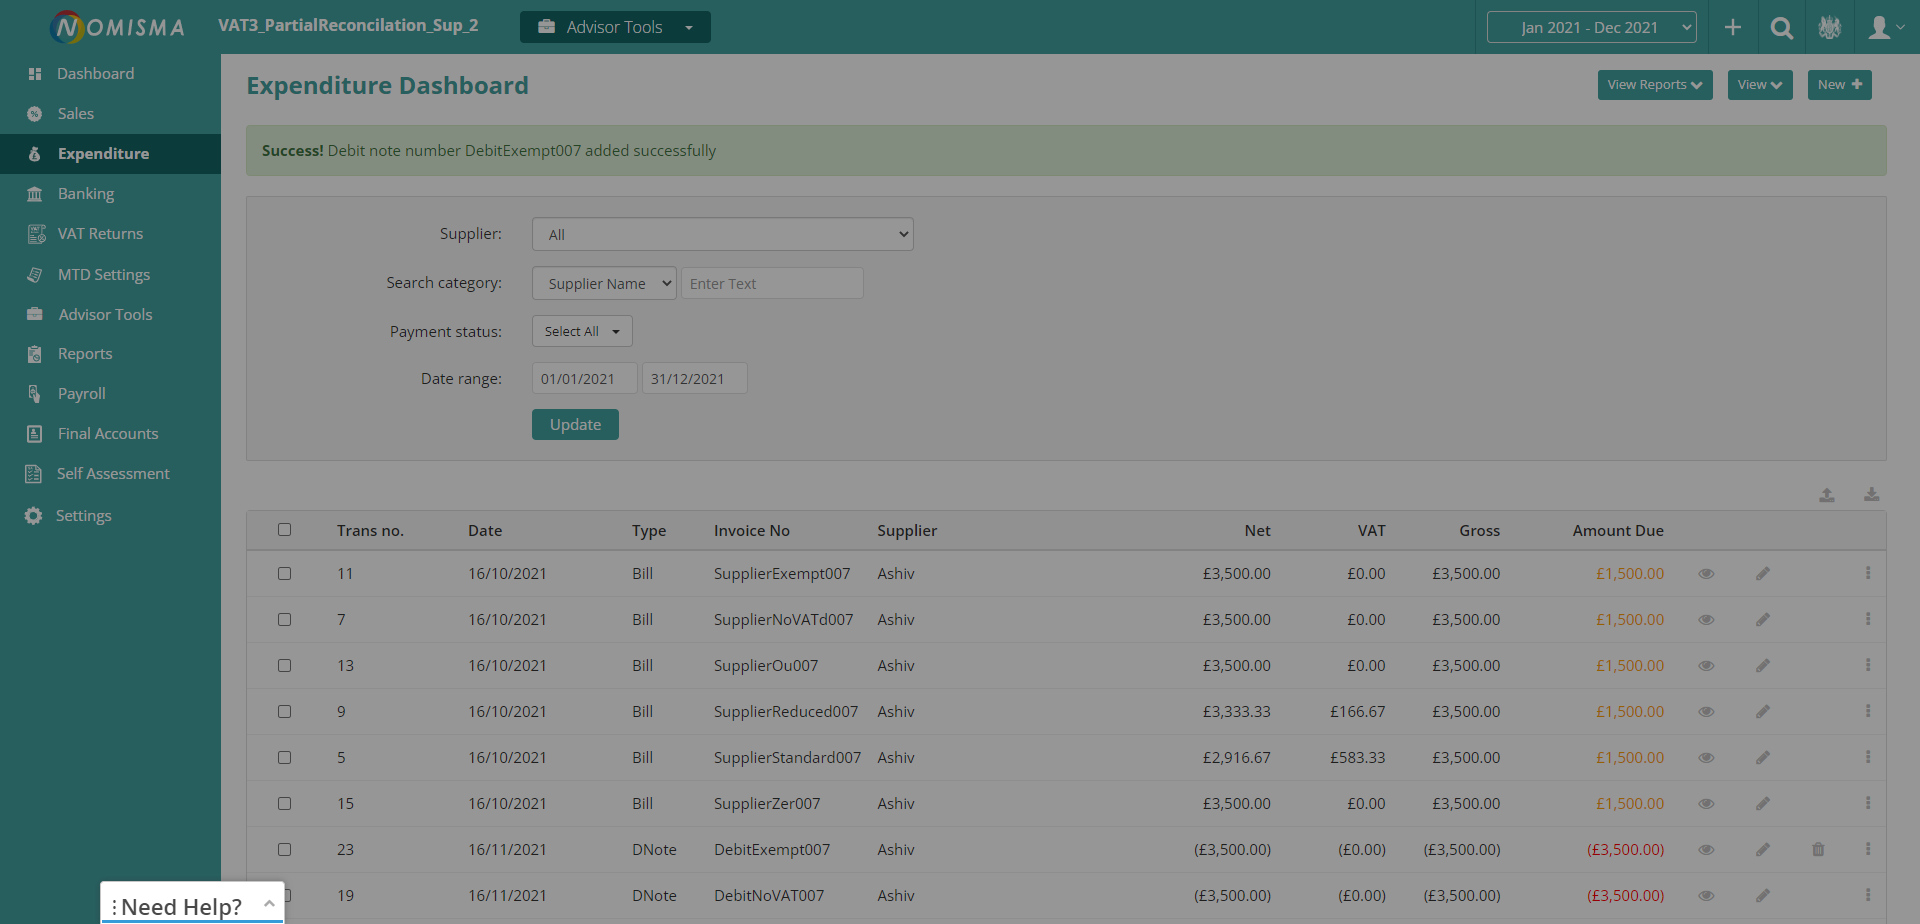 NOMISMA
VAT3_PartialReconcilation_Sup_2
Advisor Tools
Jan 2021 - Dec 2021
Dashboard
Sales
Expenditure
Banking
VAT Returns
MTD Settings
Advisor Tools
Reports
Payroll
Final Accounts
Self Assessment
Settings
Expenditure Dashboard
View Reports
View
New
Success! Debit note number DebitExempt007 added successfully
Supplier: All
Search category: Supplier Name Enter Text
Payment status: Select All
Date range: 01/01/2021 31/12/2021
Update
Trans no. Date Type Invoice No Supplier Net VAT Gross Amount Due
11 16/10/2021 Bill SupplierExempt007 Ashiv £3,500.00 £0.00 £3,500.00 £1,500.00
7 16/10/2021 Bill SupplierNoVATd007 Ashiv £3,500.00 £0.00 £3,500.00 £1,500.00
13 16/10/2021 Bill SupplierOu007 Ashiv £3,500.00 £0.00 £3,500.00 £1,500.00
9 16/10/2021 Bill SupplierReduced007 Ashiv £3,333.33 £166.67 £3,500.00 £1,500.00
5 16/10/2021 Bill SupplierStandard007 Ashiv £2,916.67 £583.33 £3,500.00 £1,500.00
15 16/10/2021 Bill SupplierZer007 Ashiv £3,500.00 £0.00 £3,500.00 £1,500.00
23 16/11/2021 DNote DebitExempt007 Ashiv (£3,500.00) (£0.00) (£3,500.00) (£3,500.00)
19 16/11/2021 DNote DebitNoVAT007 Ashiv (£3,500.00) (£0.00) (£3,500.00) (£3,500.00)
Need Help?